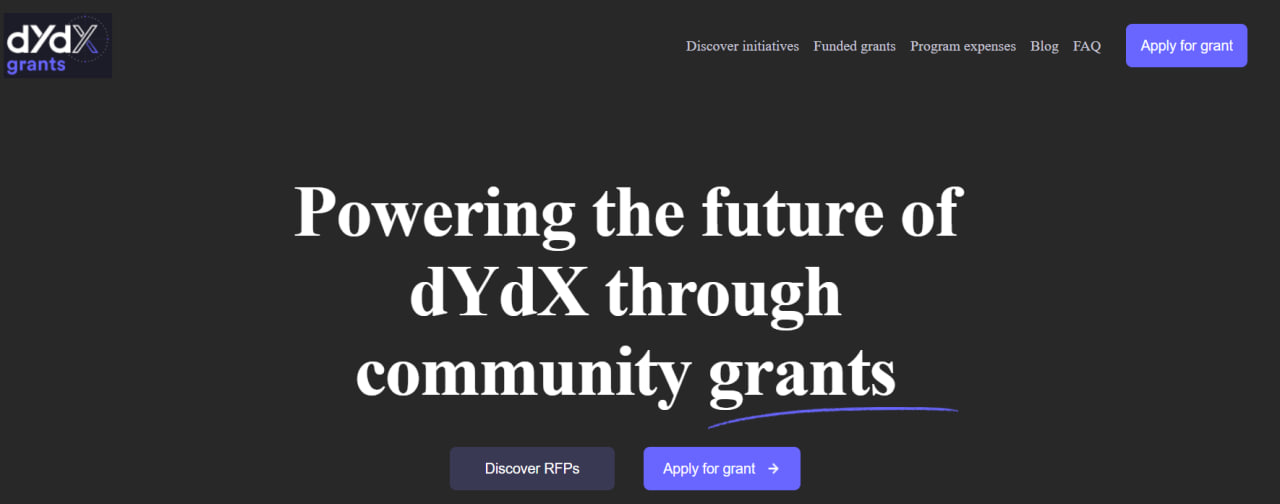 dYdX
grants
Discover initiatives Funded grants Program expenses Blog FAQ Apply for grant
Powering the future of
dYdX through
community grants
Discover RFPs Apply for grant →